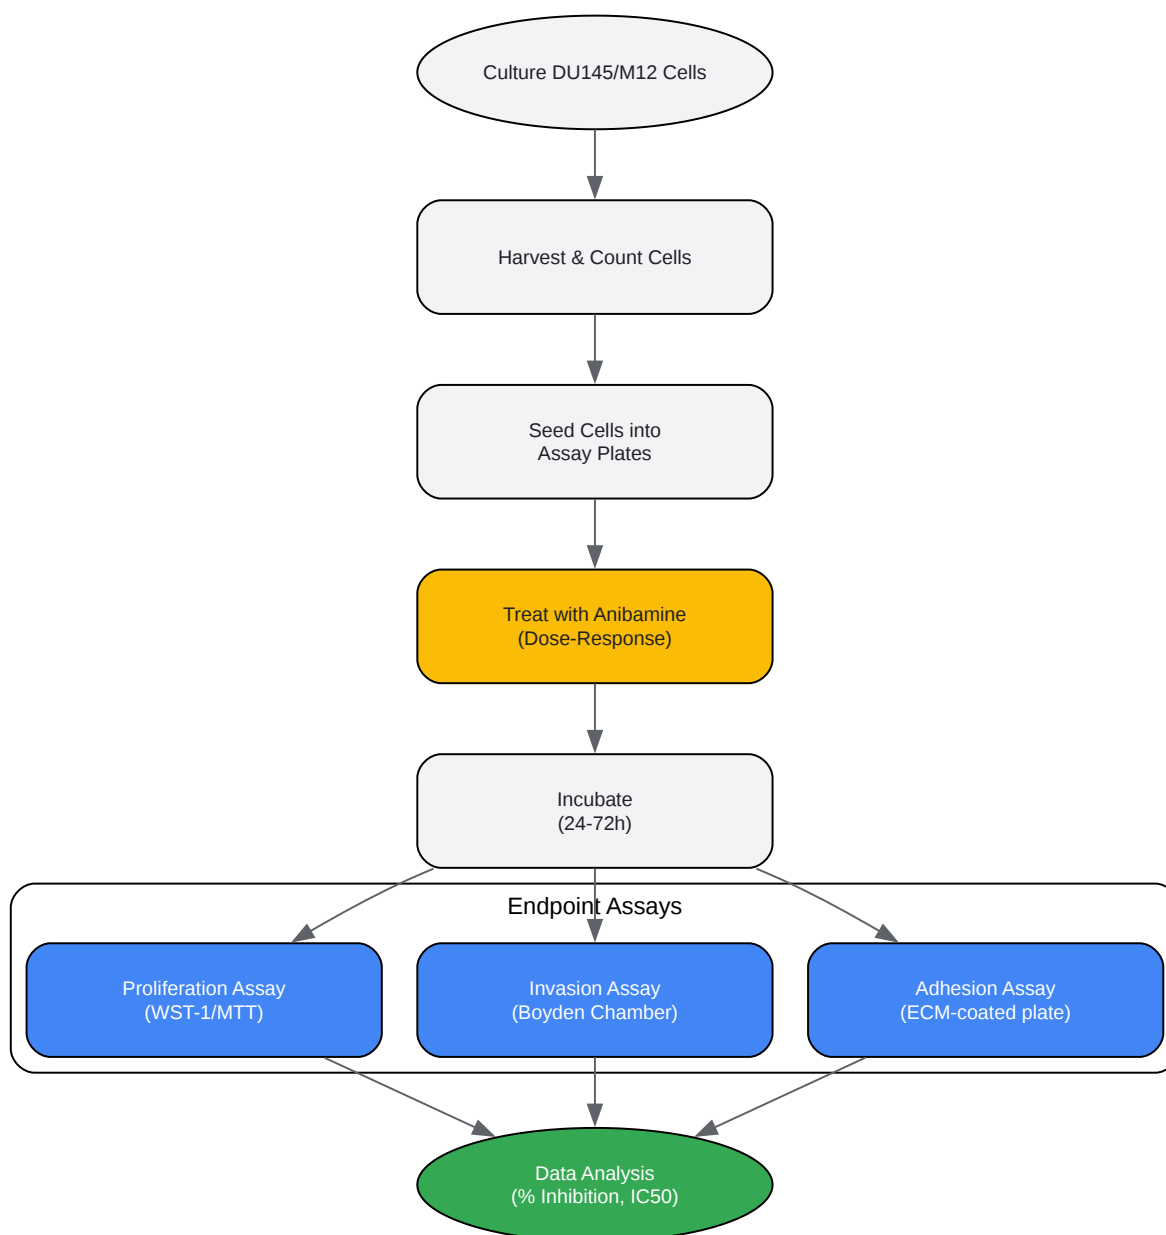 Culture DU145/M12 Cells
Harvest & Count Cells
Seed Cells into
Assay Plates
Treat with Anibamine
(Dose-Response)
Incubate
(24-72h)
Endpoint Assays
Proliferation Assay
(WST-1/MTT)
Invasion Assay
(Boyden Chamber)
Adhesion Assay
(ECM-coated plate)
Data Analysis
(% Inhibition, IC50)